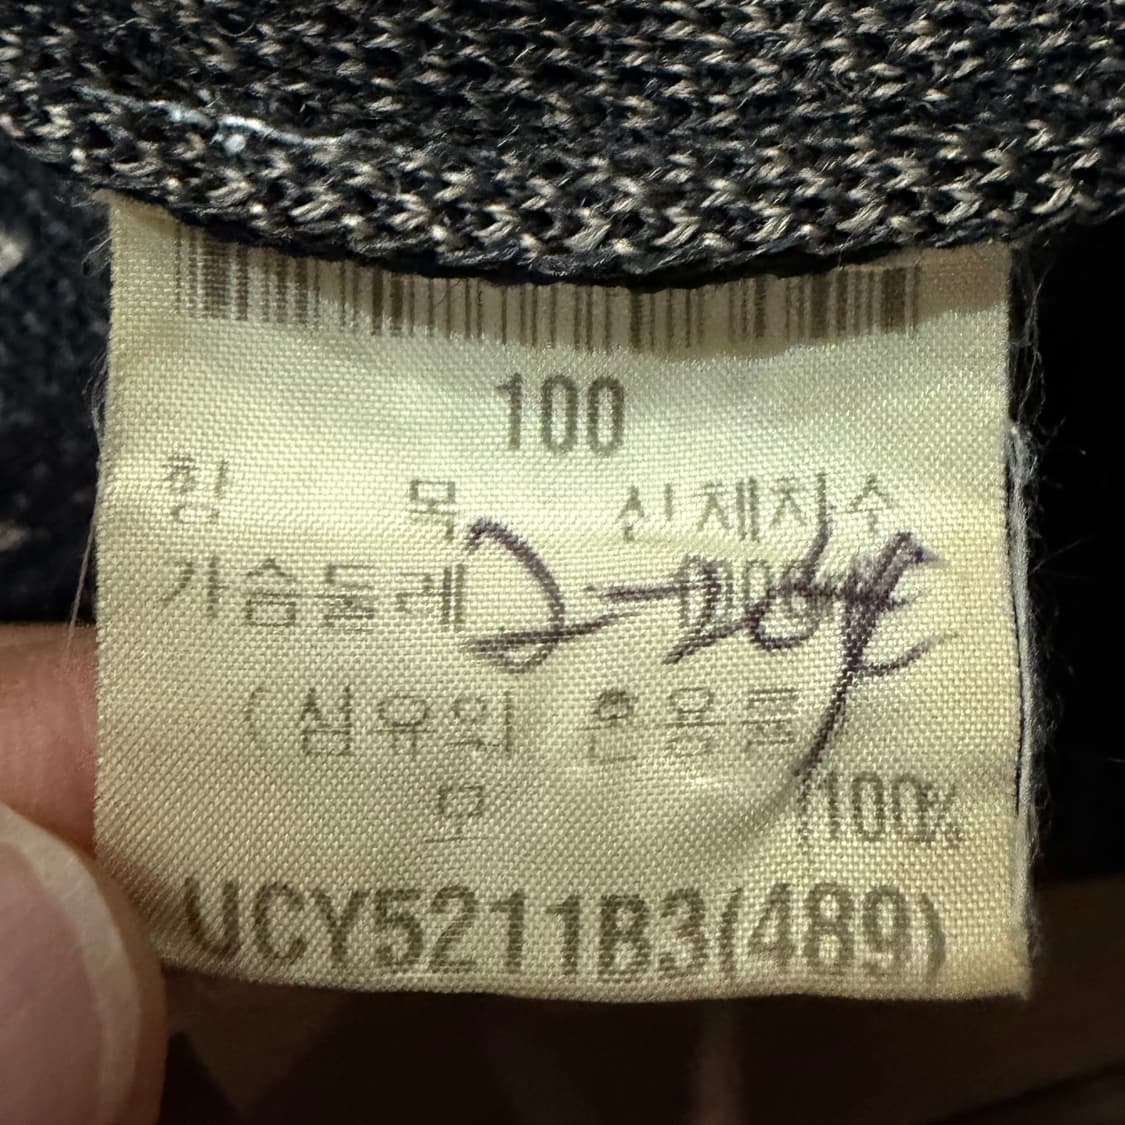 100
항 목 신체치수
가슴둘레
(섬유의 혼용률
모 100%
UCY5211B3(489)